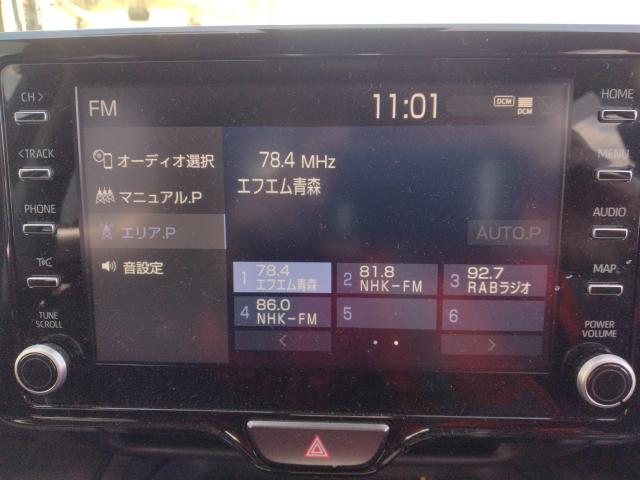 CH >
FM
11:01
DCM
DCM
HOME
< TRACK
オーディオ選択
78.4 MHz
エフエム青森
MENU
マニュアル.P
PHONE
エリア.P
AUTO.P
AUDIO
音設定
1 78.4 エフエム青森
2 81.8 NHK-FM
3 92.7 RABラジオ
MAP
4 86.0 NHK-FM
5
6
TUNE SCROLL
< >
POWER VOLUME